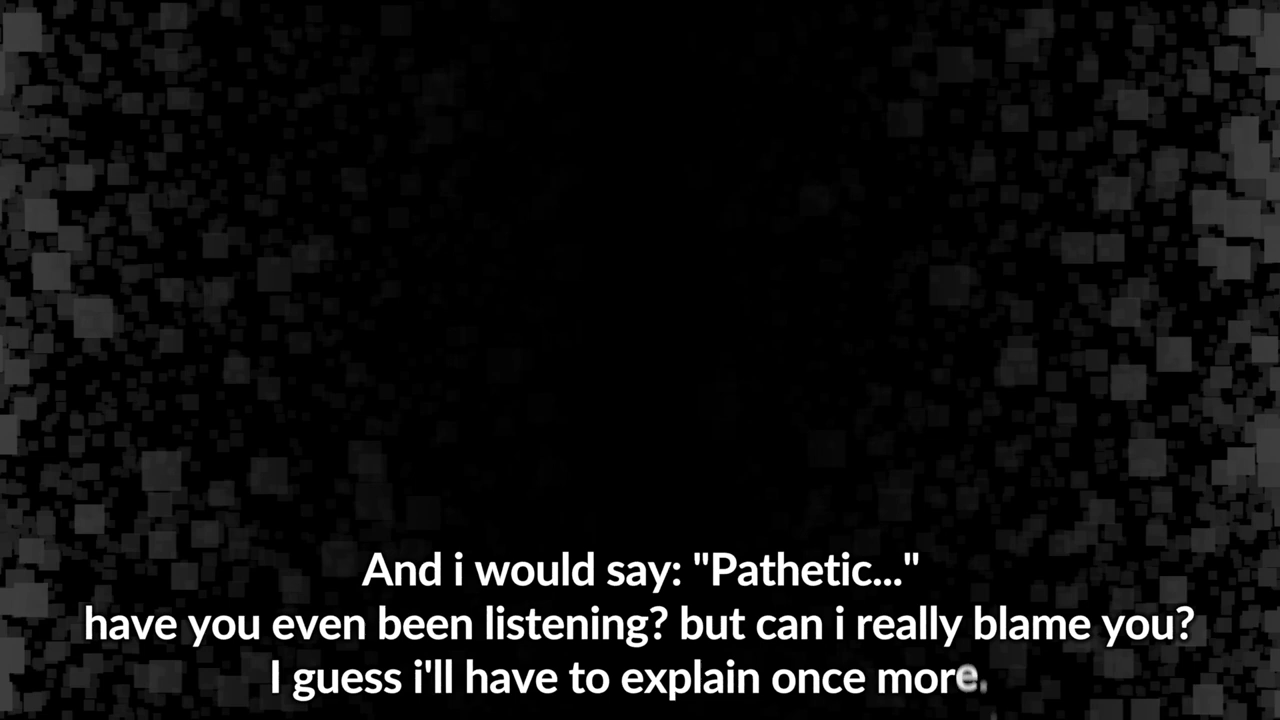 And i would say: "Pathetic..."
have you even been listening? but can i really blame you?
I guess i'll have to explain once more.